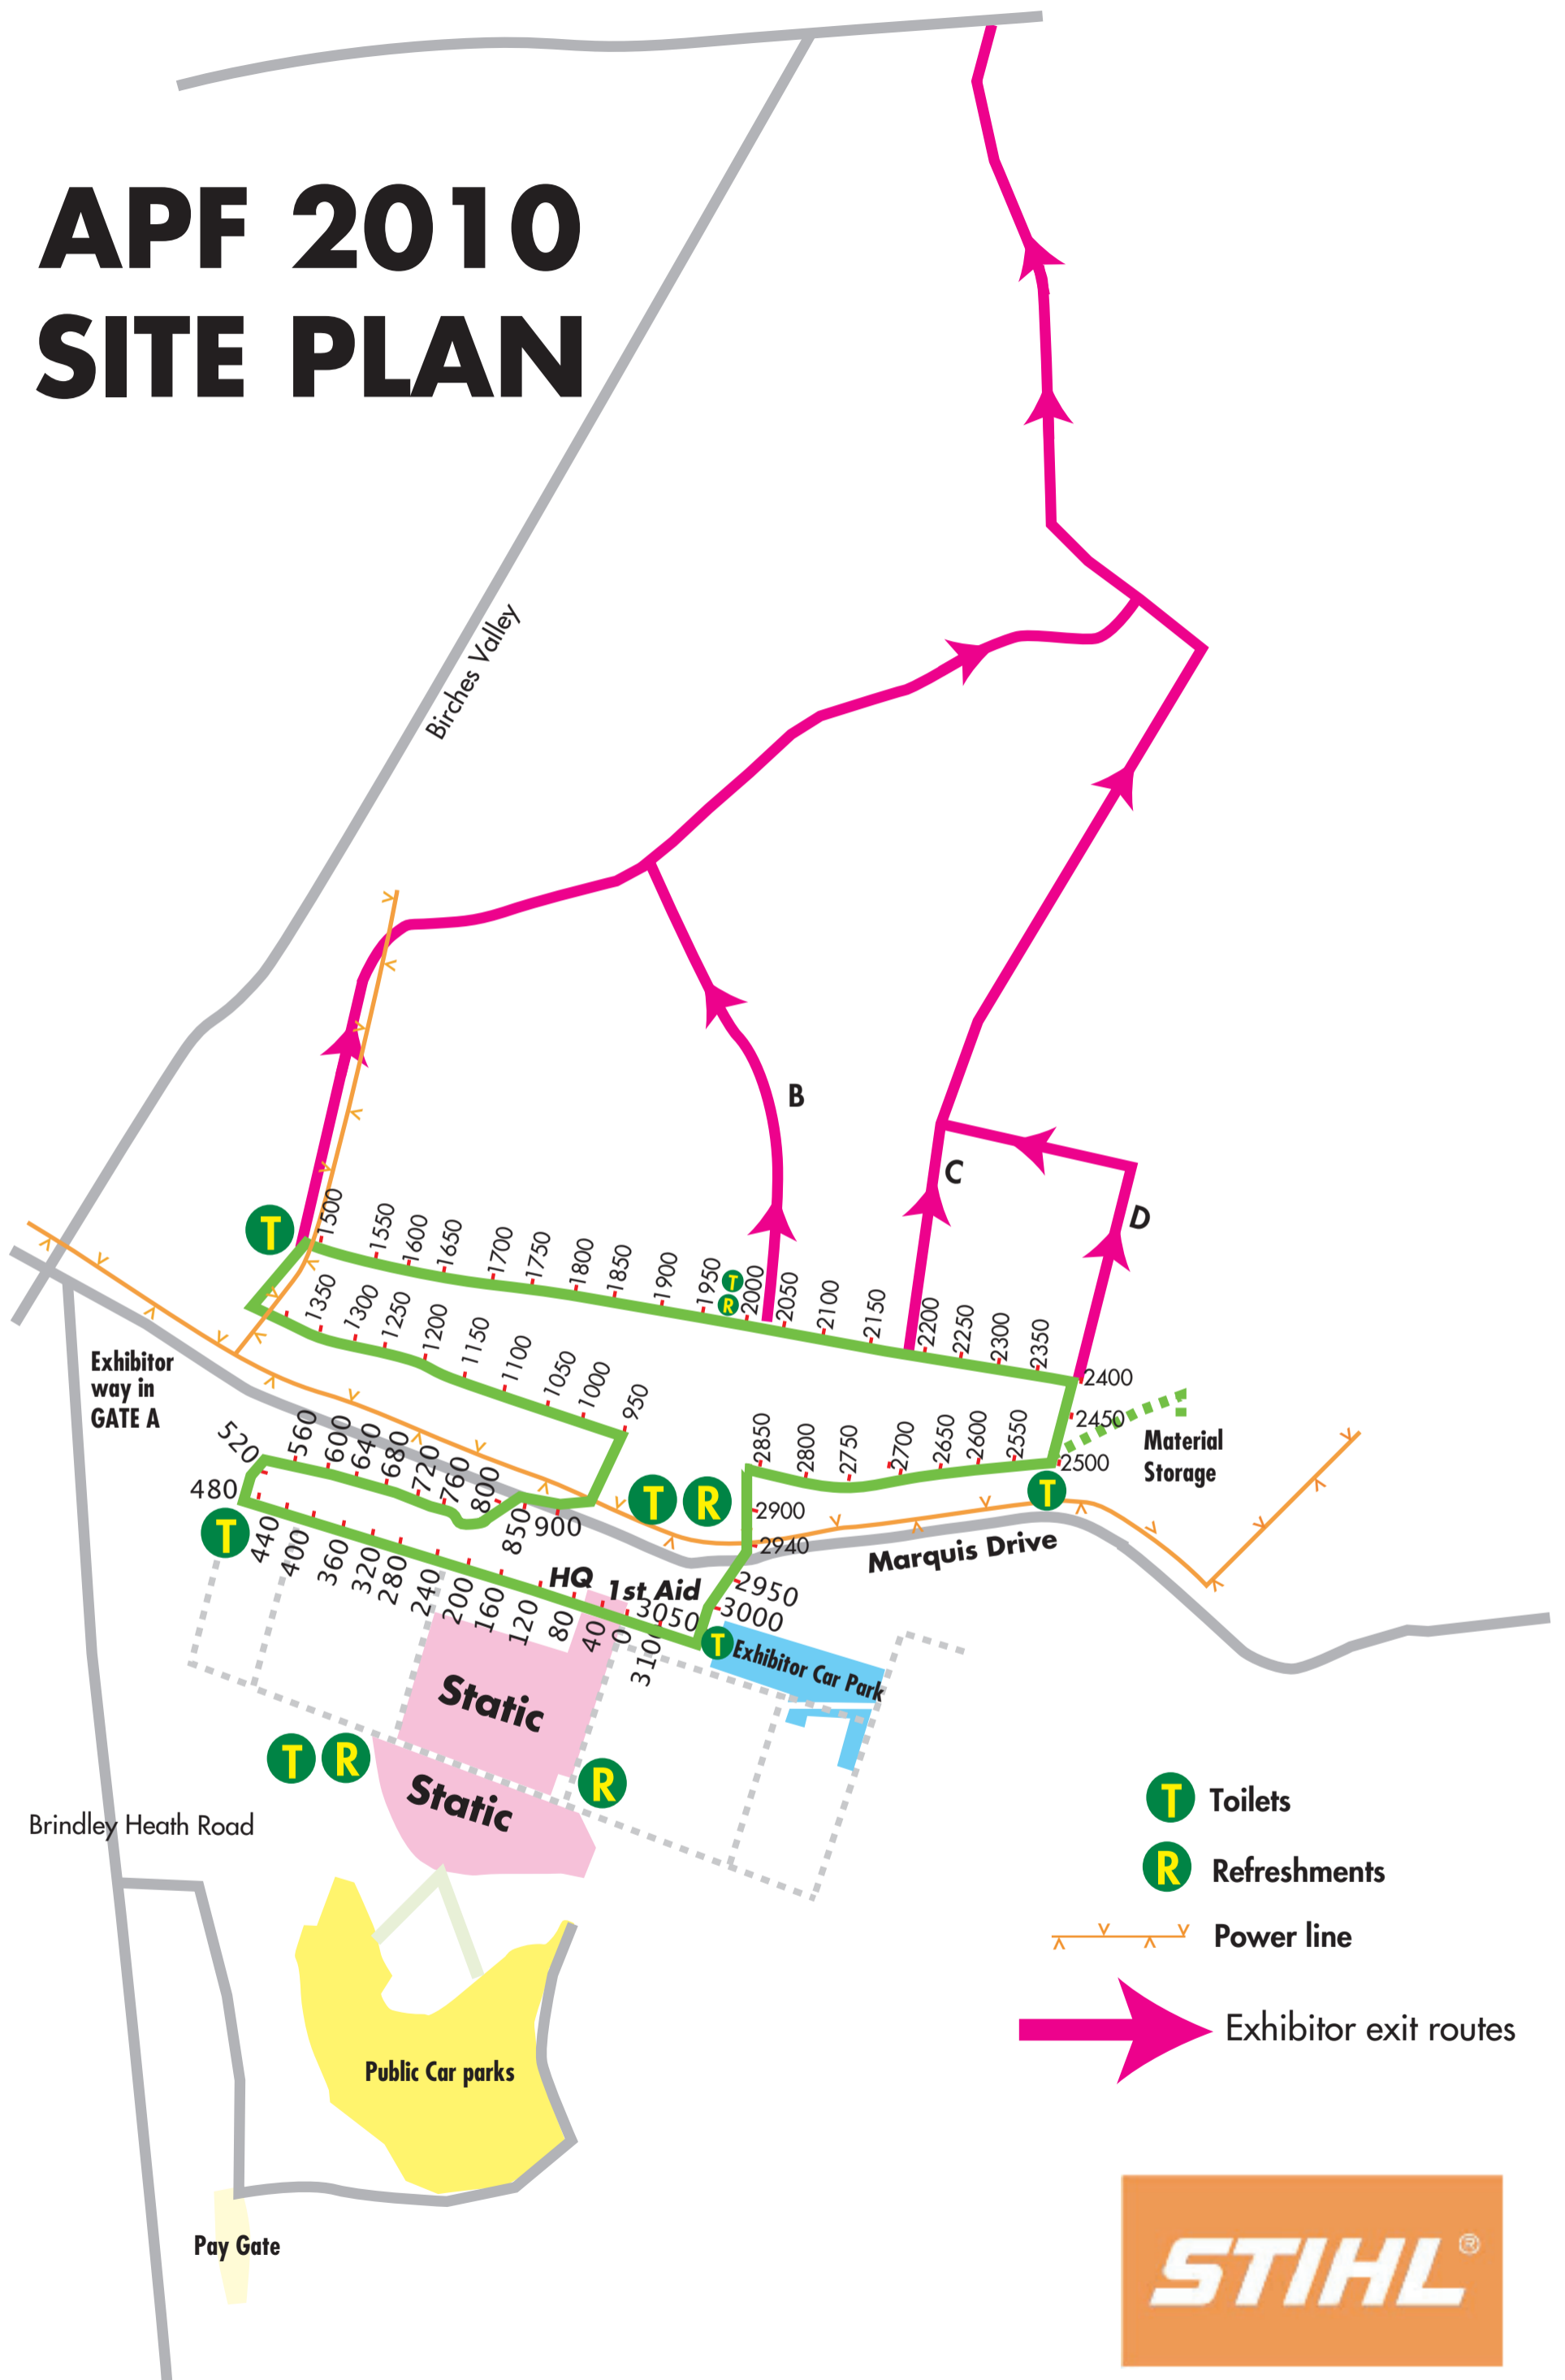 APF 2010
SITE PLAN
Birches Valley
B
C
D
T
1500
1550
1600
1650
1700
1750
1800
1850
1900
1950
T
R
2000
2050
2100
2150
2200
2250
2300
2350
2400
2450
2500
1350
1300
1250
1200
1150
1100
1050
1000
950
Exhibitor
way in
GATE A
Material
Storage
2850
2800
2750
2700
2650
2600
2550
T
2900
2940
2950
3000
Marquis Drive
520
560
600
640
680
720
760
800
850
900
T R
480
T
440
400
360
320
280
240
200
160
120
80
40
0
HQ
1st Aid
3050
3100
T
Exhibitor Car Park
Static
Static
T R
R
Brindley Heath Road
Public Car parks
Pay Gate
T Toilets
R Refreshments
Power line
Exhibitor exit routes
STIHL®